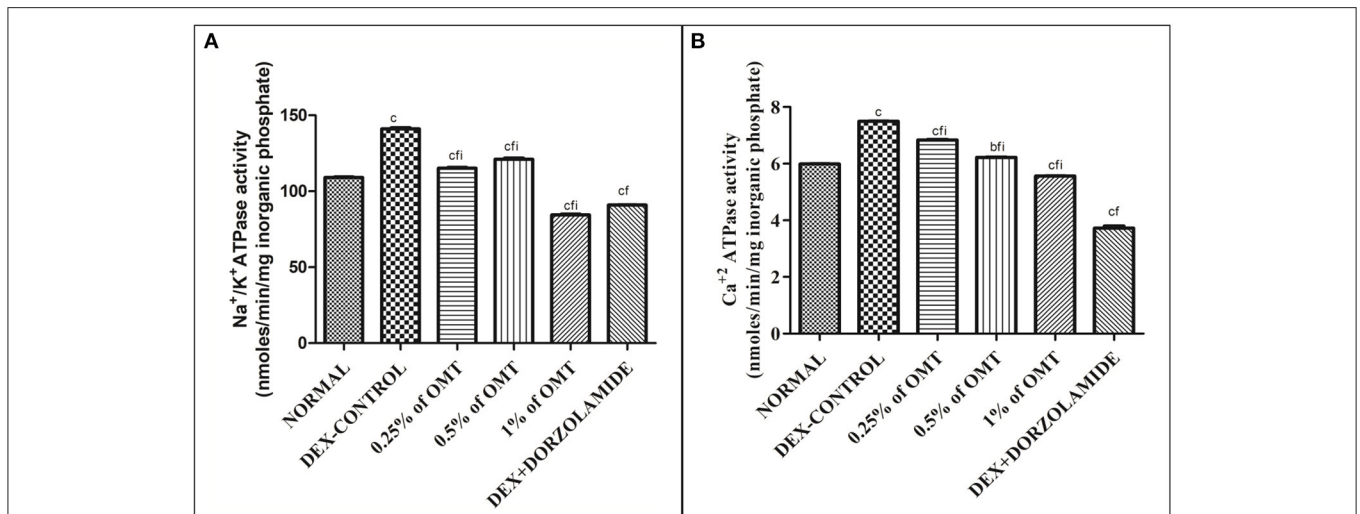 A
Na+/K+ATPase activity
(nmoles/min/mg inorganic phosphate)
150
100
50
0
c
cfi
cfi
cfi
cf
NORMAL
DEX-CONTROL
0.25% of OMT
0.5% of OMT
1% of OMT
DEX+DORZOLAMIDE
B
Ca+2 ATPase activity
(nmoles/min/mg inorganic phosphate)
8
6
4
2
0
c
cfi
bfi
cfi
cf
NORMAL
DEX-CONTROL
0.25% of OMT
0.5% of OMT
1% of OMT
DEX+DORZOLAMIDE